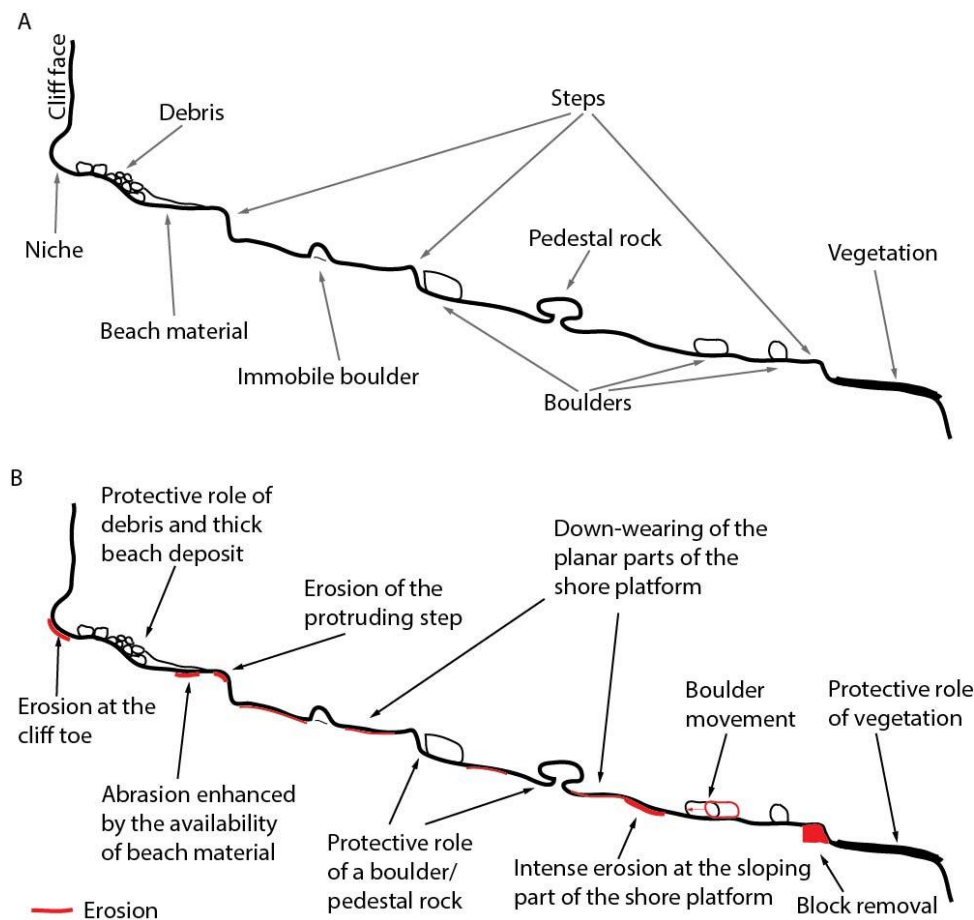 A
Cliff face
Debris
Steps
Niche
Pedestal rock
Vegetation
Beach material
Immobile boulder
Boulders
B
Protective role of
debris and thick
beach deposit
Down-wearing of the
planar parts of the
shore platform
Erosion of the
protruding step
Boulder
movement
Protective role
of vegetation
Erosion at the
cliff toe
Abrasion enhanced
by the availability
of beach material
Protective role
of a boulder/
pedestal rock
Intense erosion at the sloping
part of the shore platform
Block removal
Erosion